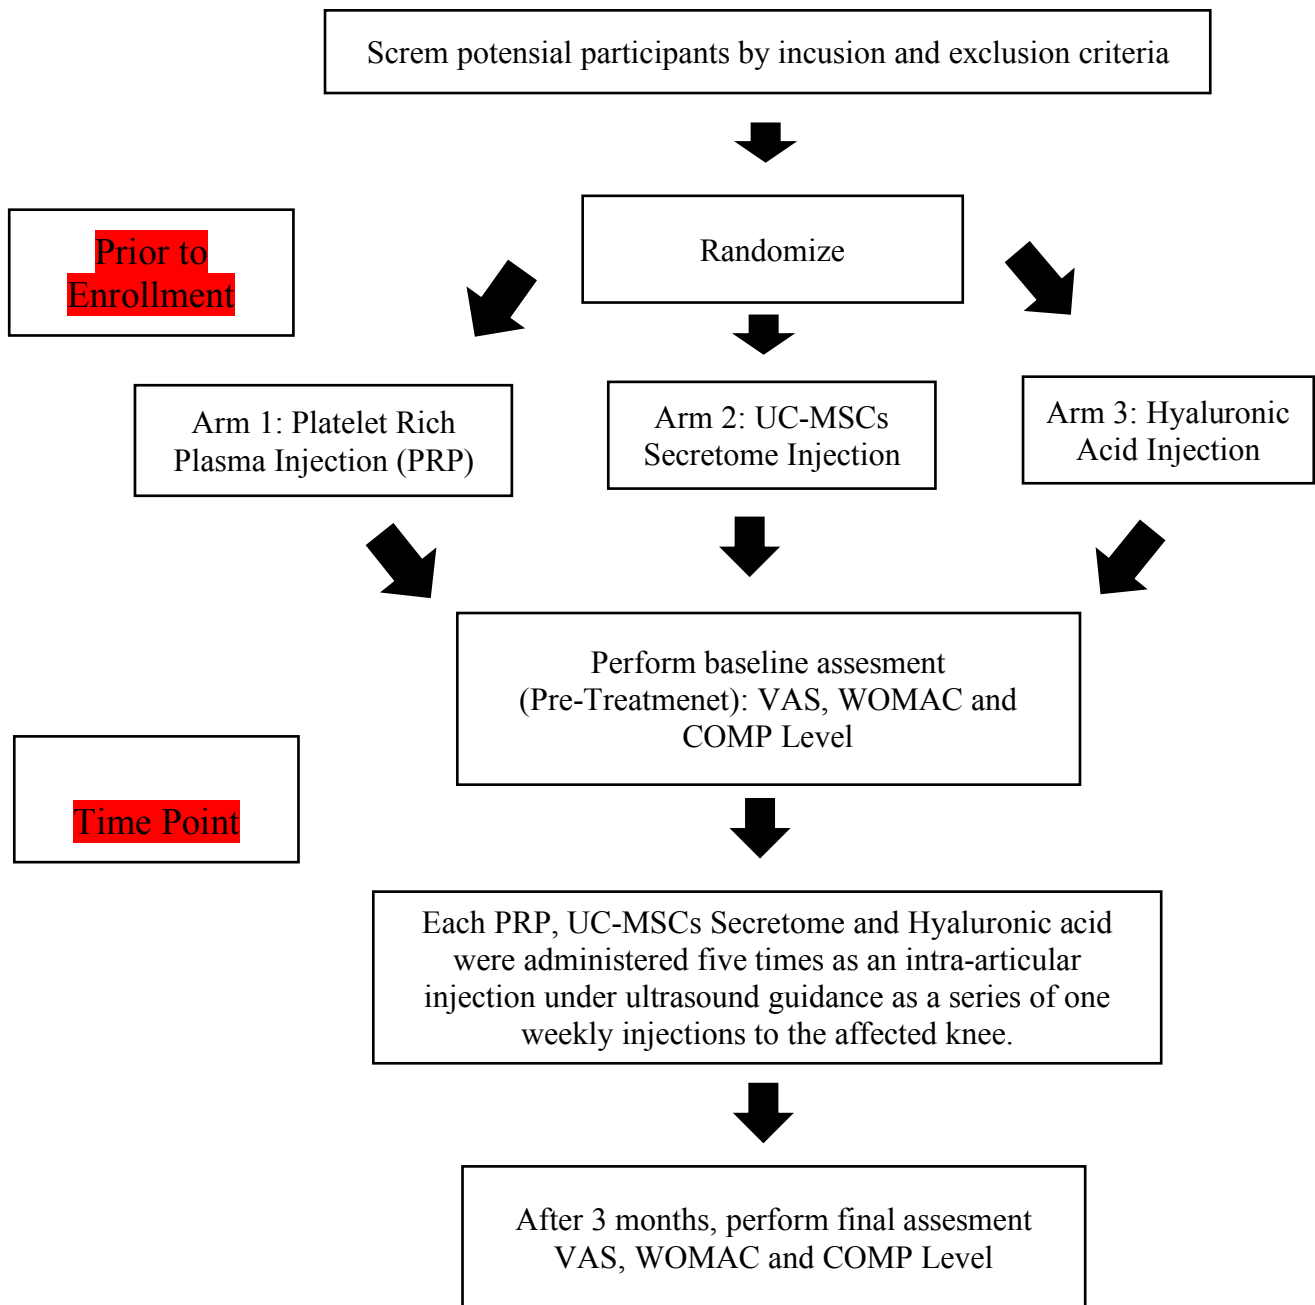 Screm potensial participants by incusion and exclusion criteria
Randomize
Prior to
Enrollment
Arm 1: Platelet Rich
Plasma Injection (PRP)
Arm 2: UC-MSCs
Secretome Injection
Arm 3: Hyaluronic
Acid Injection
Perform baseline assesment
(Pre-Treatmenet): VAS, WOMAC and
COMP Level
Time Point
Each PRP, UC-MSCs Secretome and Hyaluronic acid
were administered five times as an intra-articular
injection under ultrasound guidance as a series of one
weekly injections to the affected knee.
After 3 months, perform final assesment
VAS, WOMAC and COMP Level